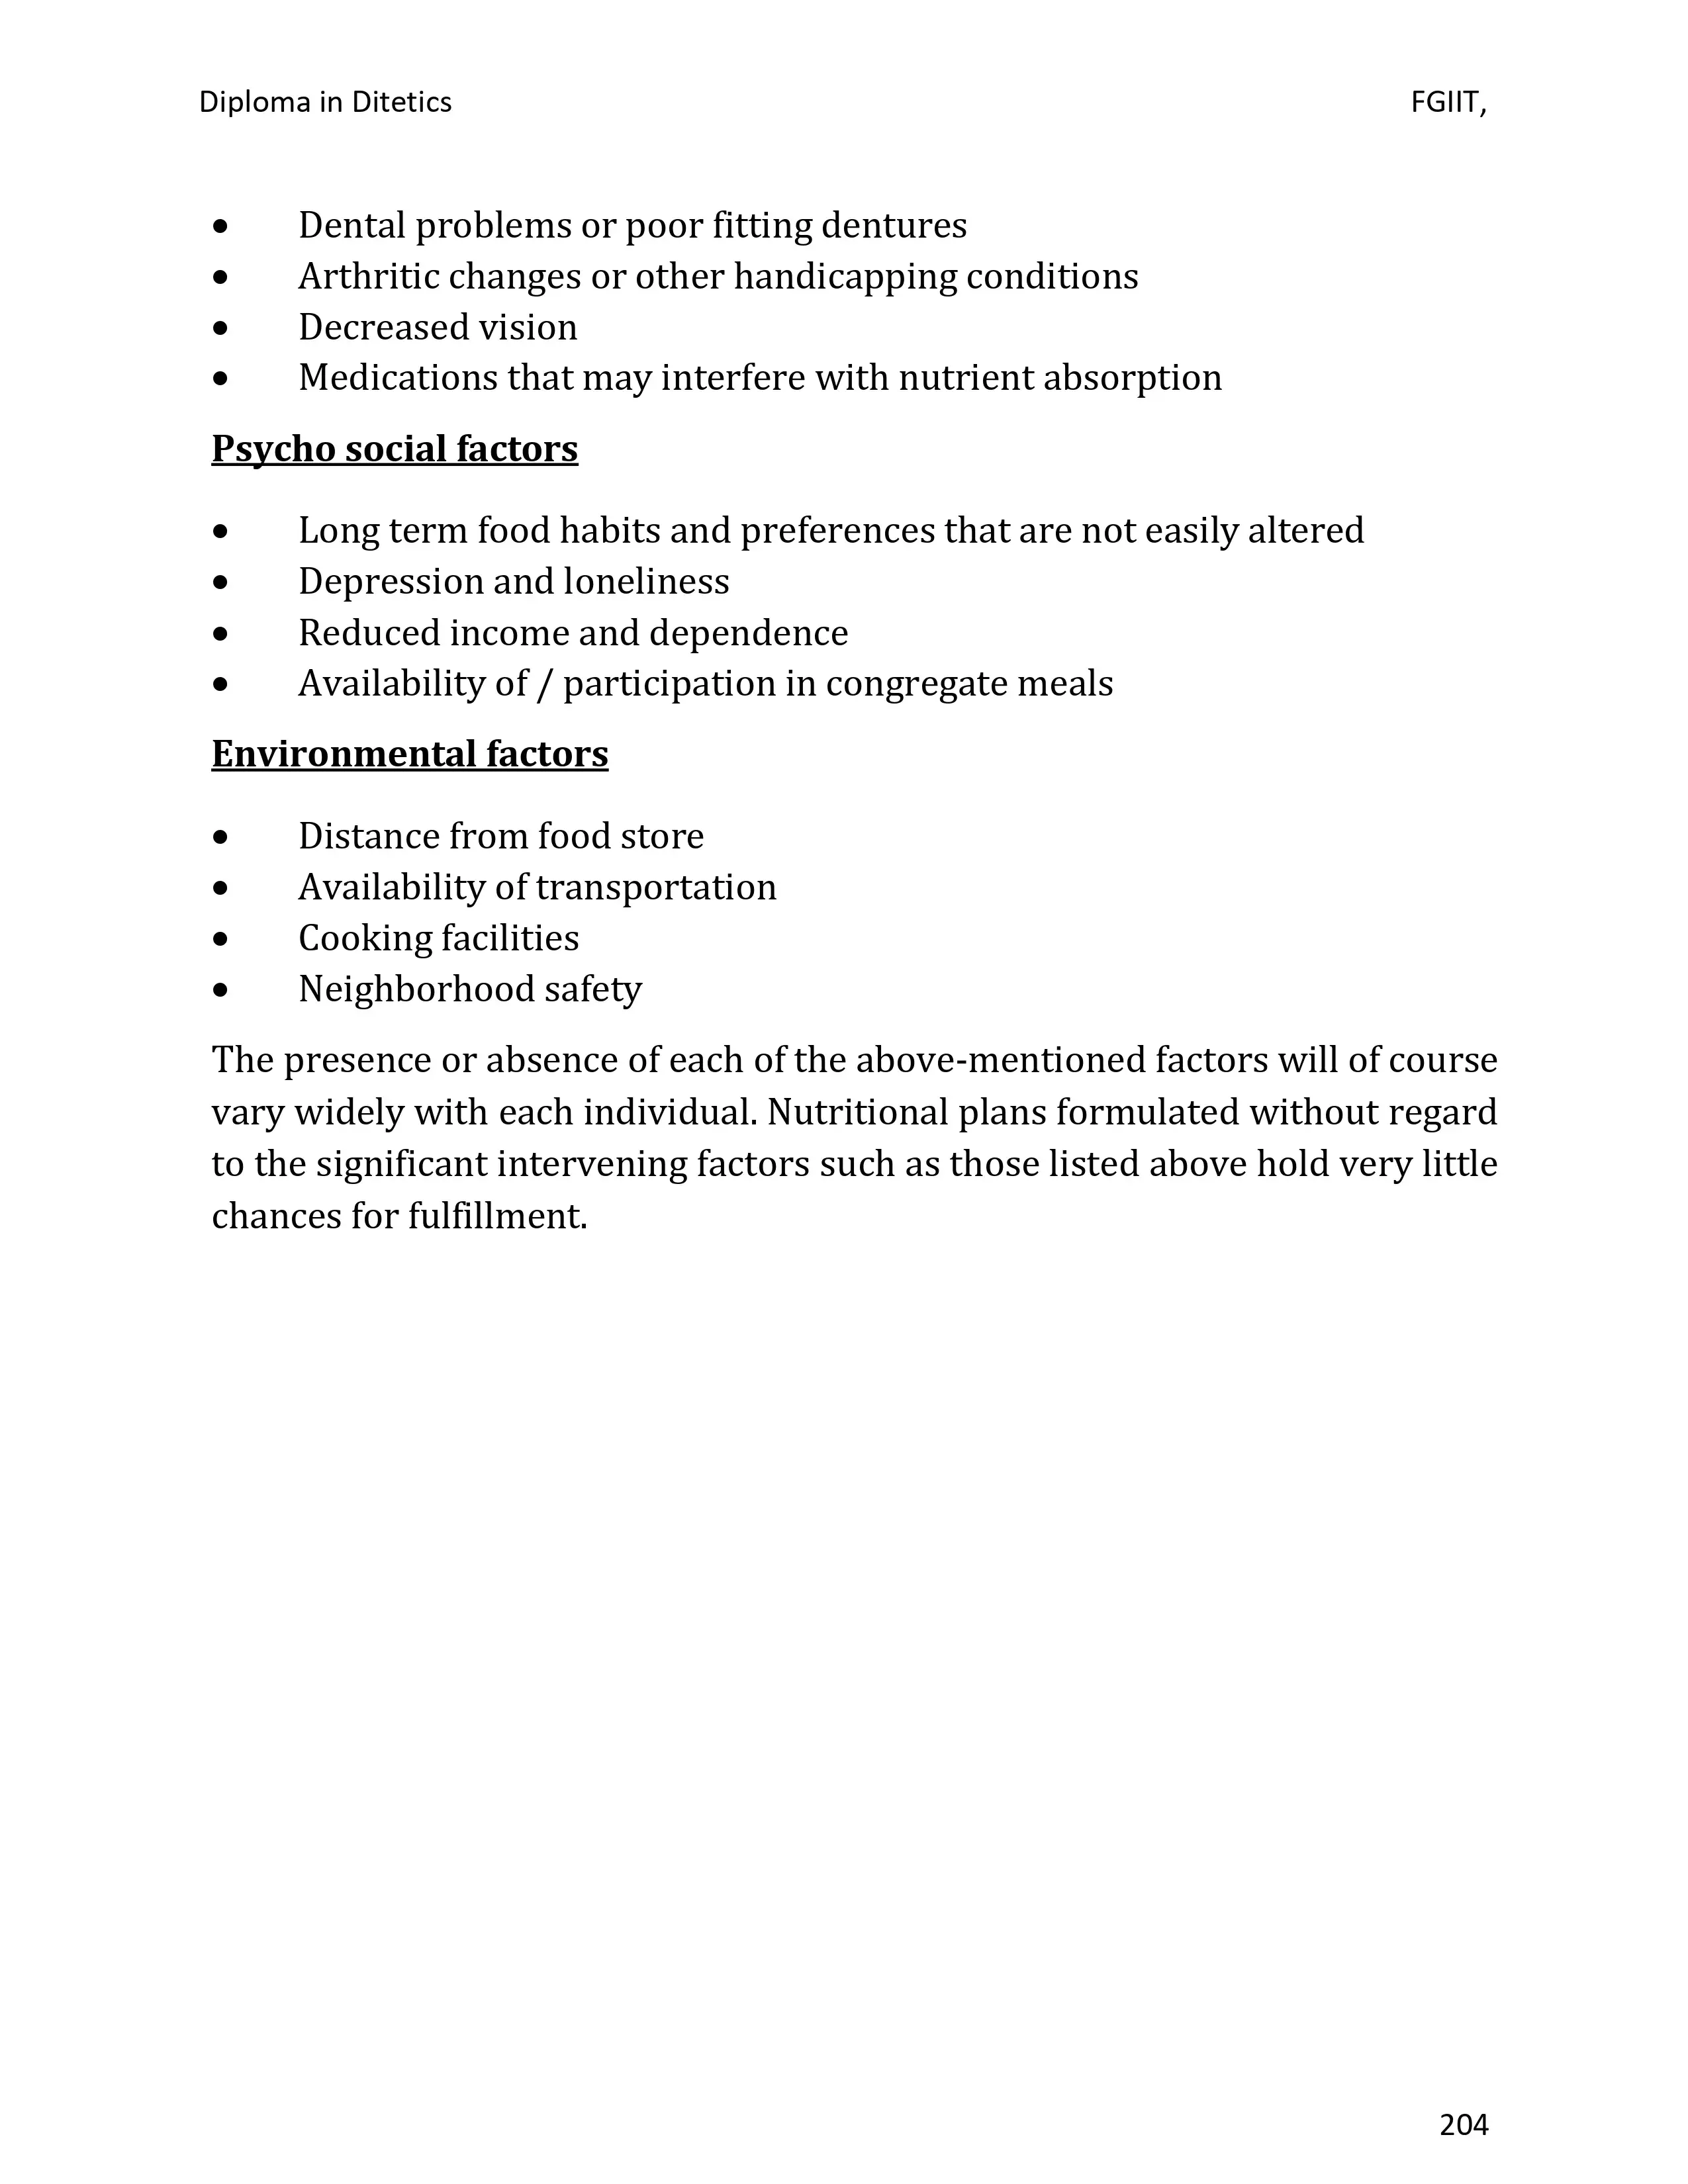 Diploma in Ditetics FGIIT,
• Dental problems or poor fitting dentures
• Arthritic changes or other handicapping conditions
• Decreased vision
• Medications that may interfere with nutrient absorption
Psycho social factors
• Long term food habits and preferences that are not easily altered
• Depression and loneliness
• Reduced income and dependence
• Availability of / participation in congregate meals
Environmental factors
• Distance from food store
• Availability of transportation
• Cooking facilities
• Neighborhood safety
The presence or absence of each of the above-mentioned factors will of course
vary widely with each individual. Nutritional plans formulated without regard
to the significant intervening factors such as those listed above hold very little
chances for fulfillment.
204